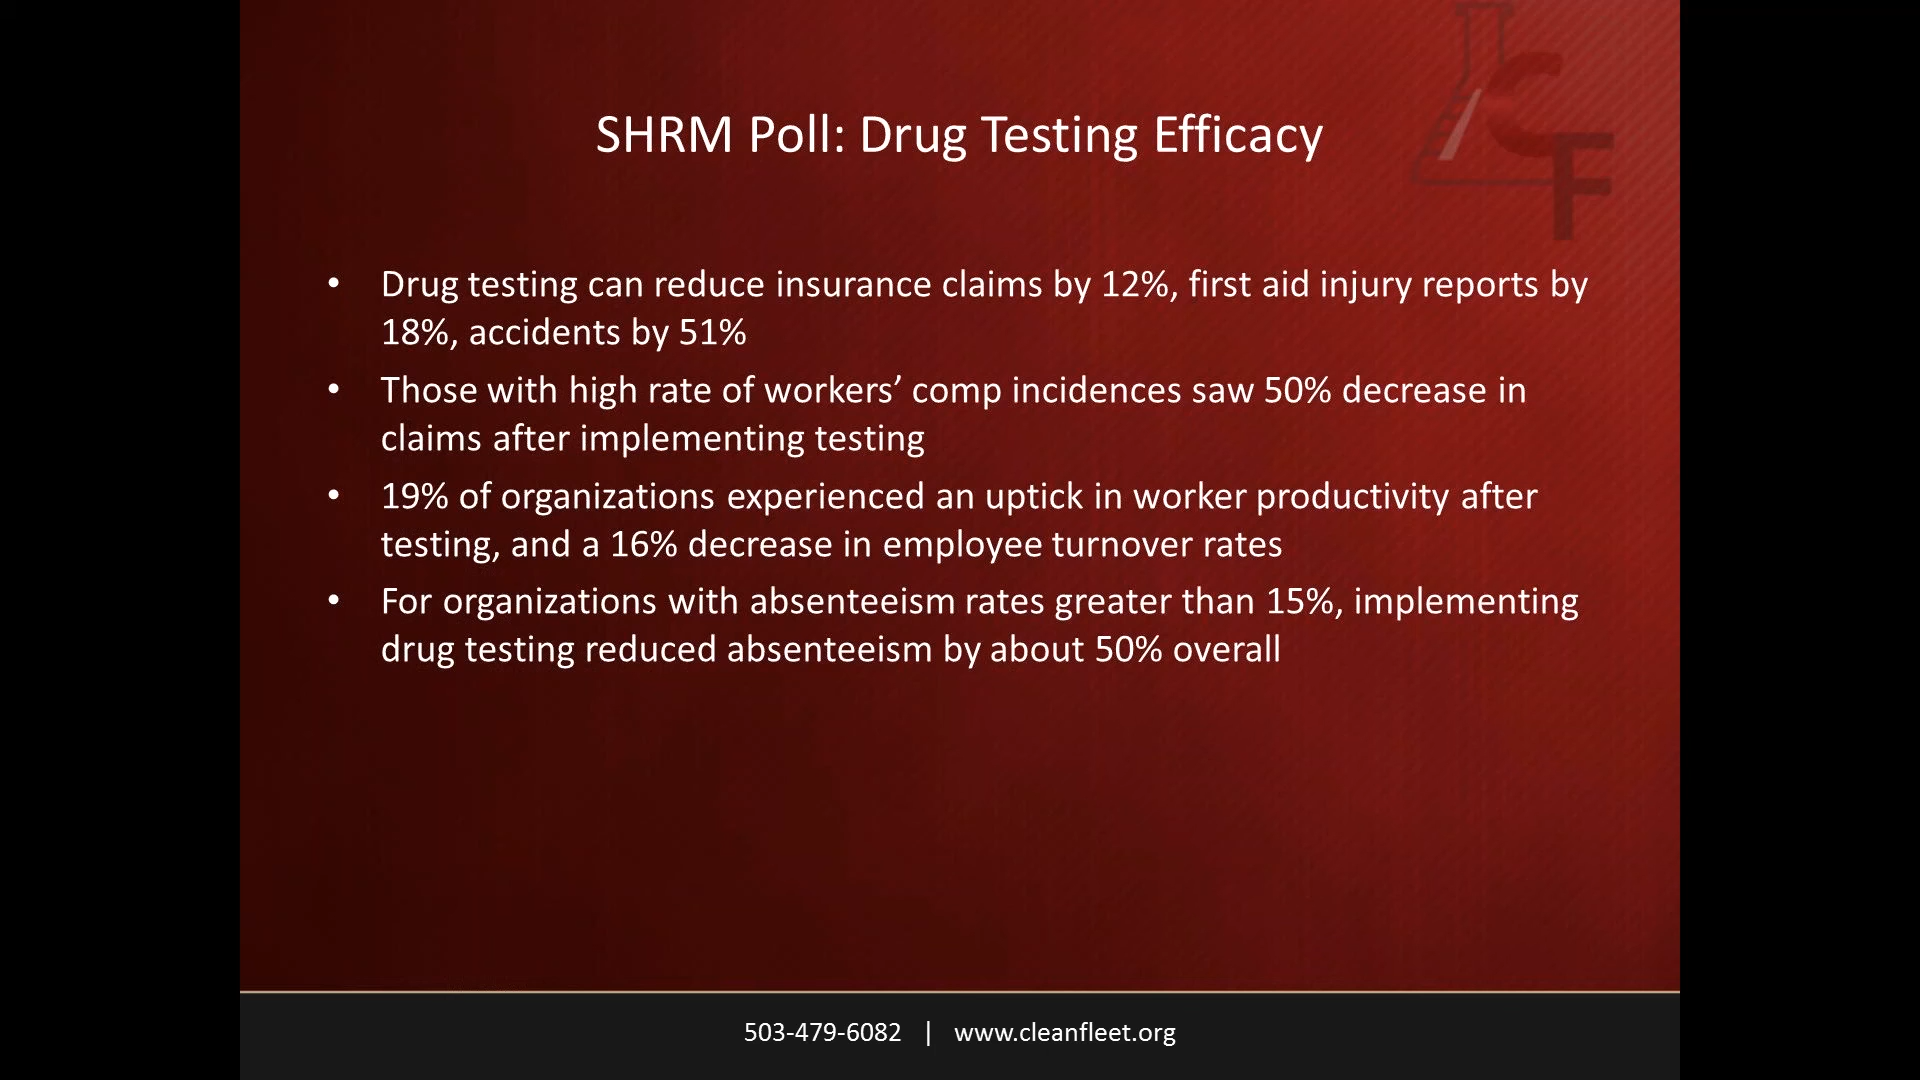 SHRM Poll: Drug Testing Efficacy
• Drug testing can reduce insurance claims by 12%, first aid injury reports by
18%, accidents by 51%
• Those with high rate of workers’ comp incidences saw 50% decrease in
claims after implementing testing
• 19% of organizations experienced an uptick in worker productivity after
testing, and a 16% decrease in employee turnover rates
• For organizations with absenteeism rates greater than 15%, implementing
drug testing reduced absenteeism by about 50% overall
503-479-6082 | www.cleanfleet.org
CF